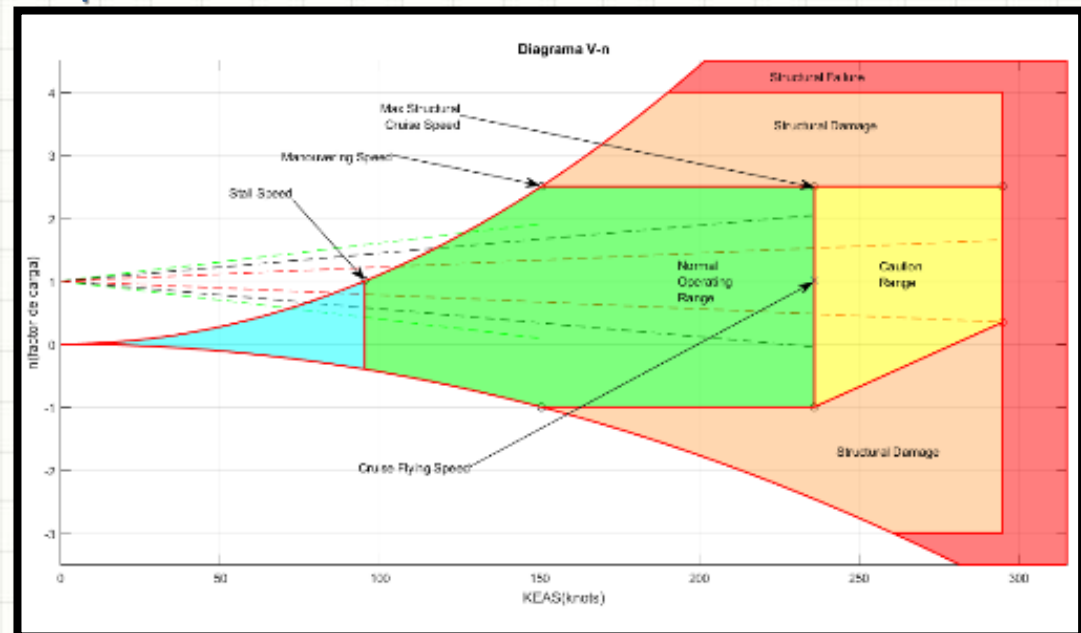 Diagrama V-n
Structural Failure
Max Structural
Cruise Speed
Structural Damage
Manouvering Speed
Stall Speed
Normal
Operating
Range
Caution
Range
Cruise Flying Speed
Structural Damage
n(factor de carga)
4
3
2
1
0
-1
-2
-3
0
50
100
150
200
250
300
KEAS(knots)